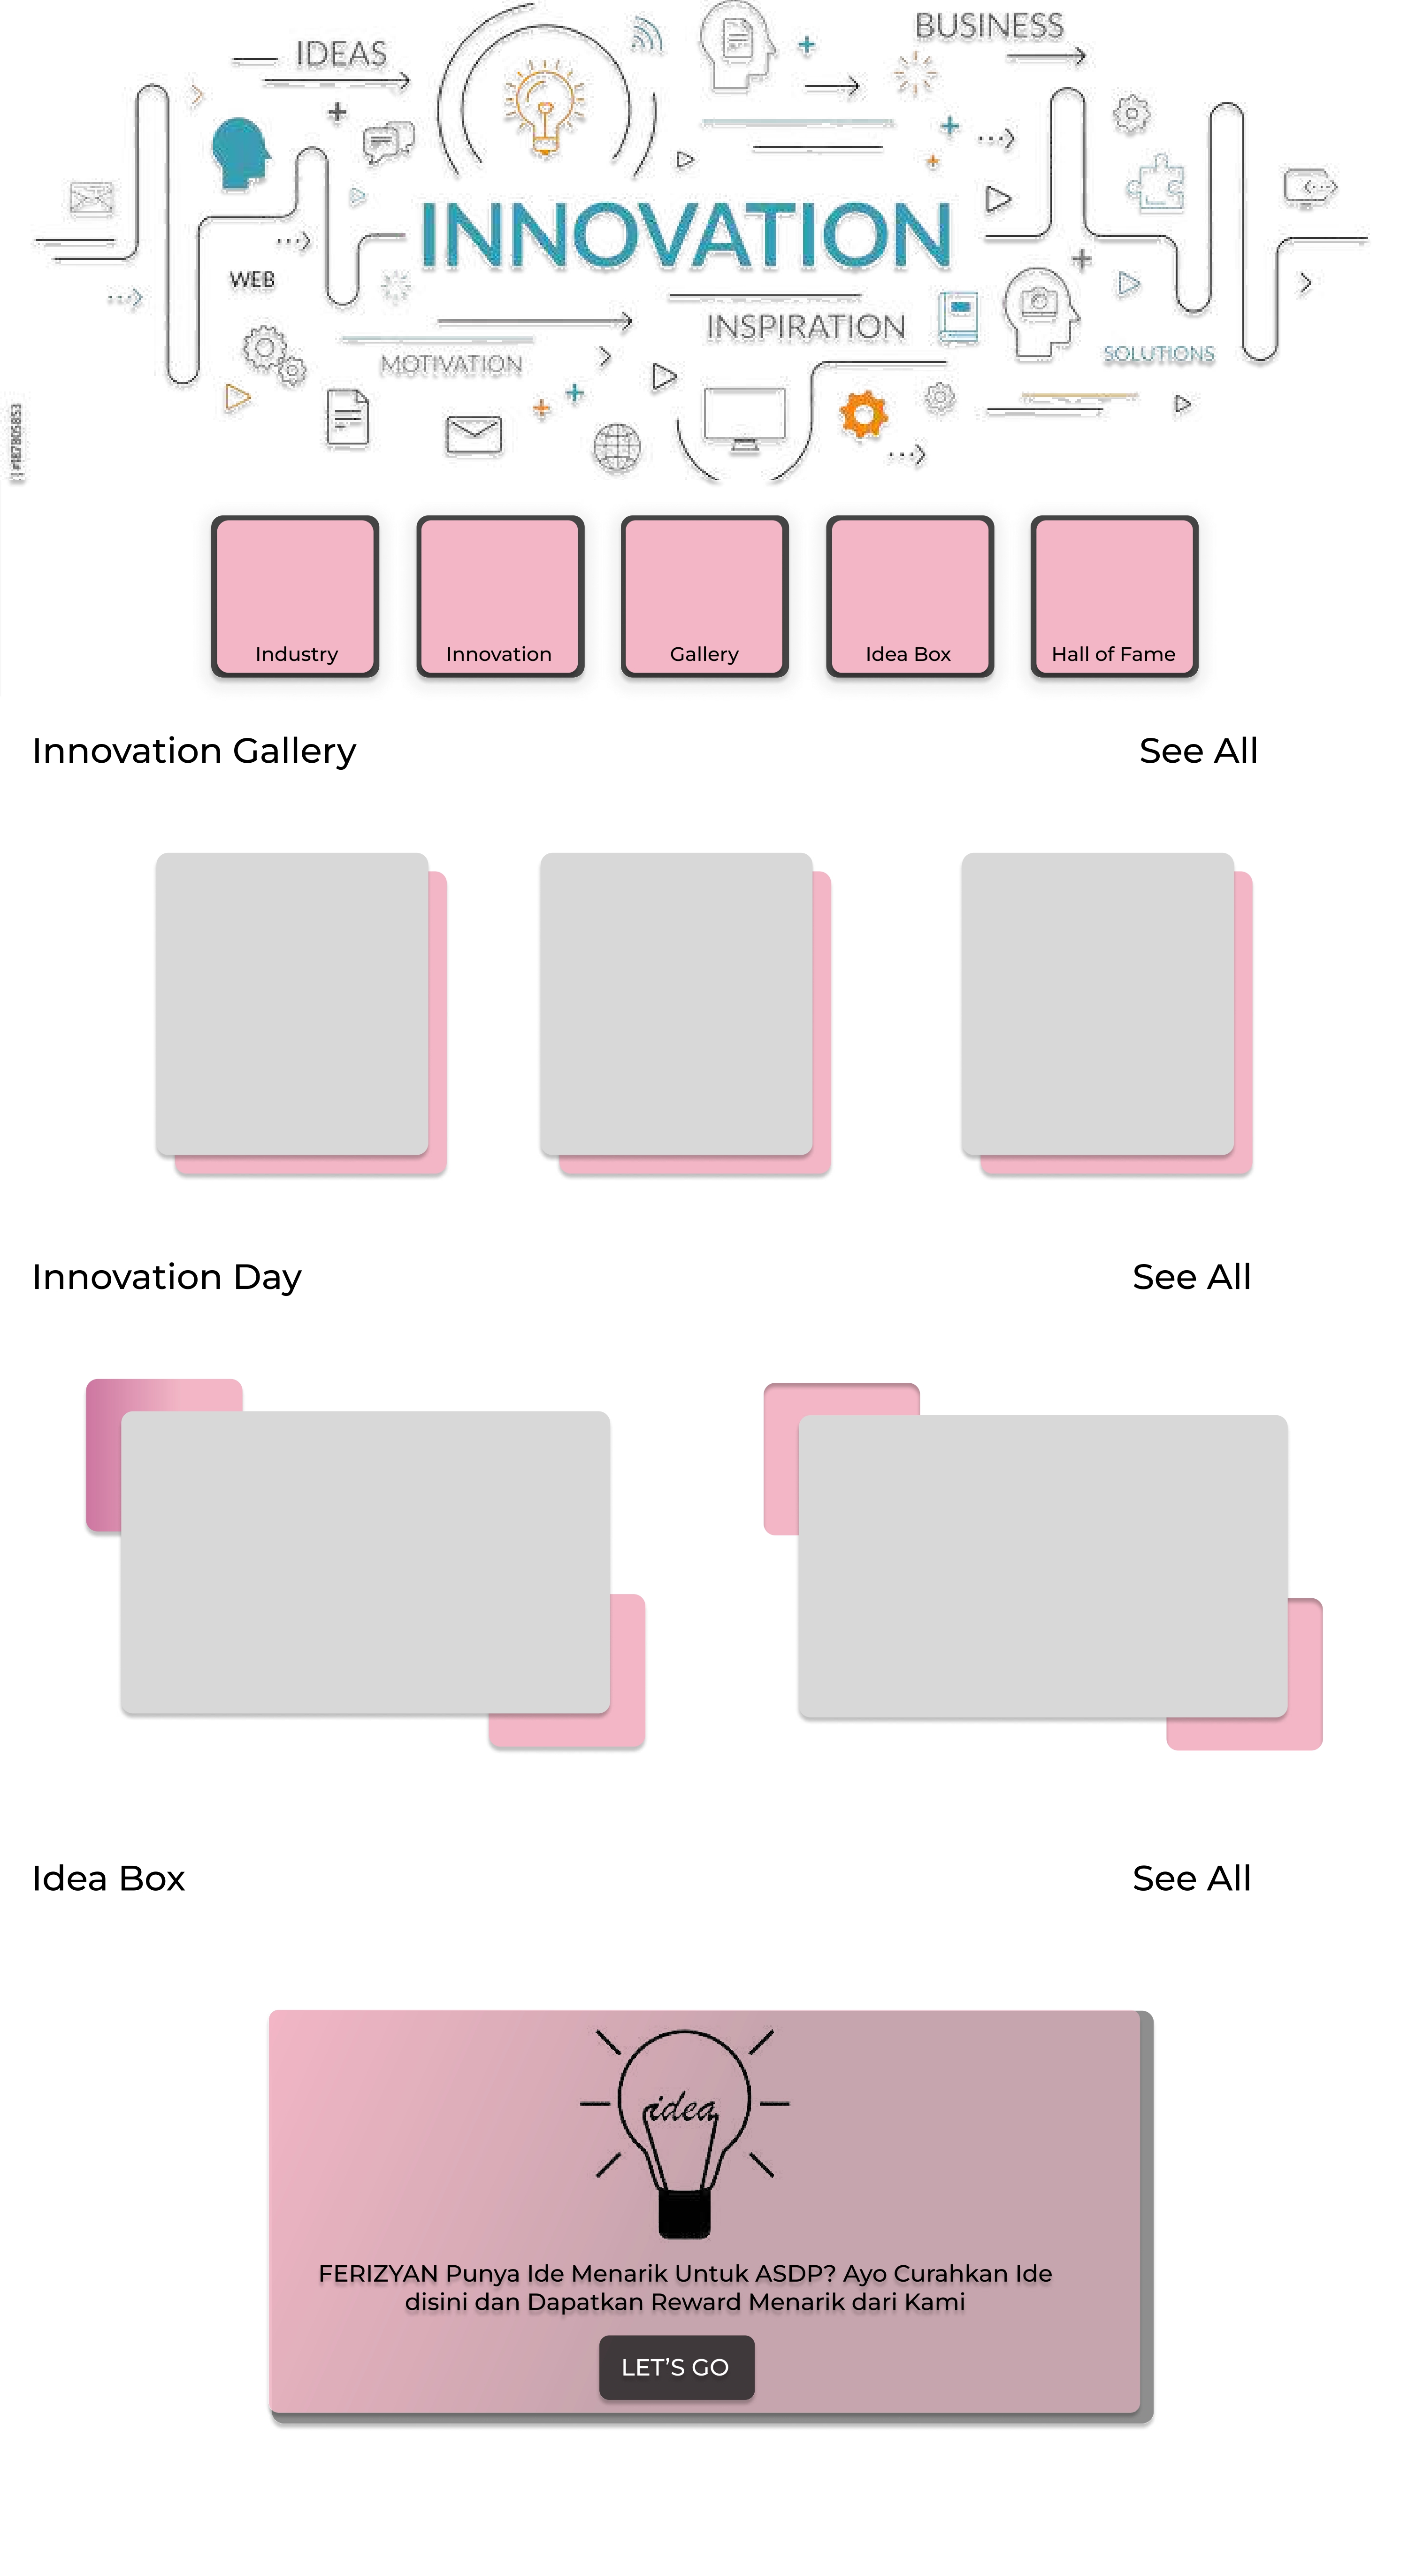 IDEAS
BUSINESS
INNOVATION
WEB
INSPIRATION
MOTIVATION
SOLUTIONS
Industry
Innovation
Gallery
Idea Box
Hall of Fame
Innovation Gallery
See All
Innovation Day
See All
Idea Box
See All
idea
FERIZYAN Punya Ide Menarik Untuk ASDP? Ayo Curahkan Ide
disini dan Dapatkan Reward Menarik dari Kami
LET’S GO